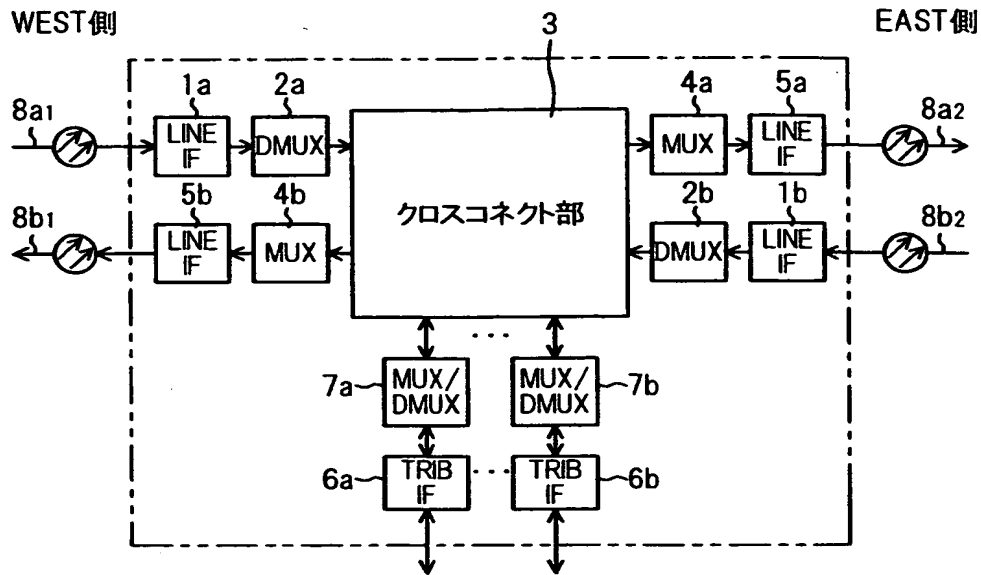 WEST側
EAST側
3
8a1
1a
2a
4a
5a
8a2
LINE
IF
DMUX
MUX
LINE
IF
クロスコネクト部
8b1
5b
4b
2b
1b
8b2
LINE
IF
MUX
DMUX
LINE
IF
...
7a
MUX/
DMUX
MUX/
DMUX
7b
6a
TRIB
IF
...
TRIB
IF
6b